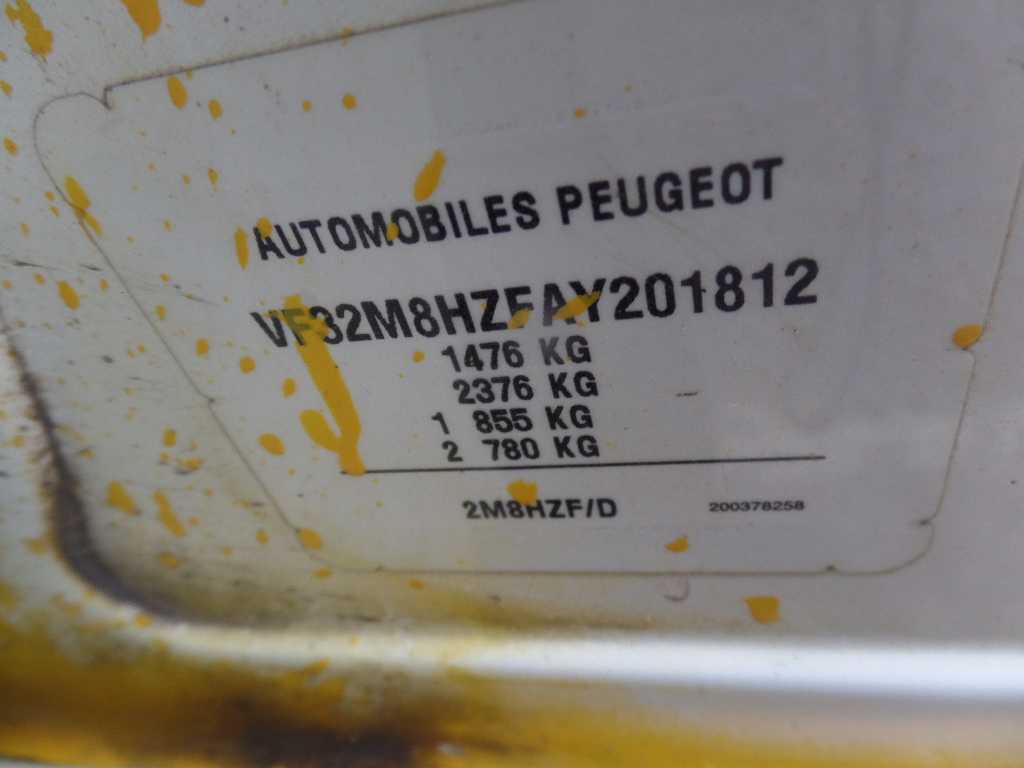 AUTOMOBILES PEUGEOT
VF32M8HZFAY201812
1476 KG
2376 KG
1 855 KG
2 780 KG
2M8HZF/D
200378258